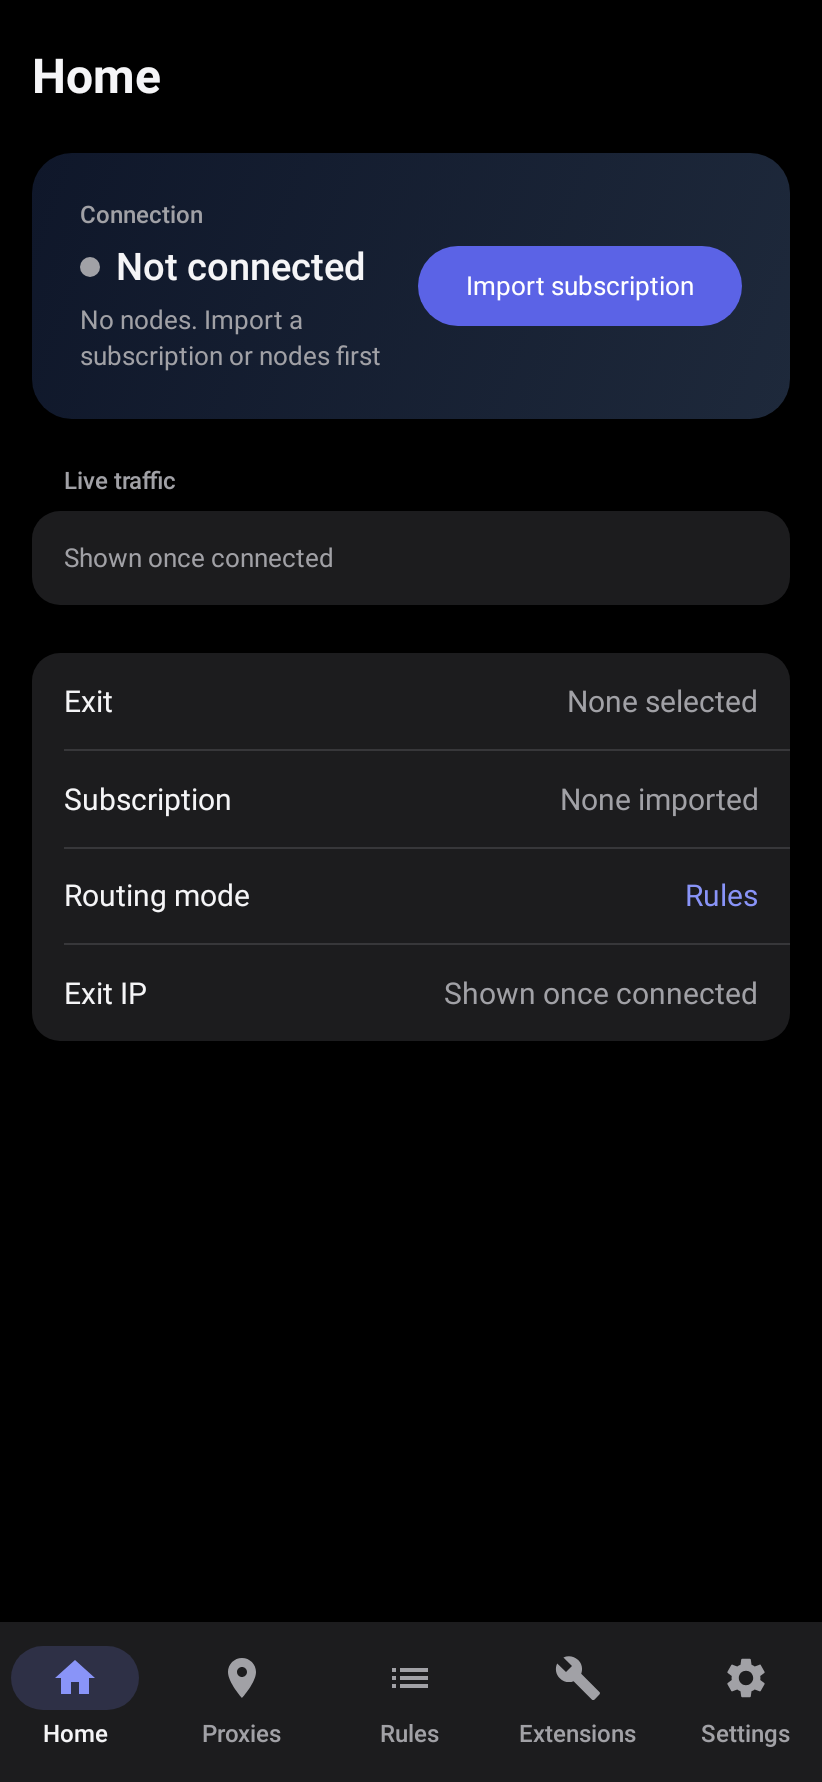 Home
Connection
Not connected
No nodes. Import a
subscription or nodes first
Import subscription
Live traffic
Shown once connected
Exit
None selected
Subscription
None imported
Routing mode
Rules
Exit IP
Shown once connected
Home
Proxies
Rules
Extensions
Settings